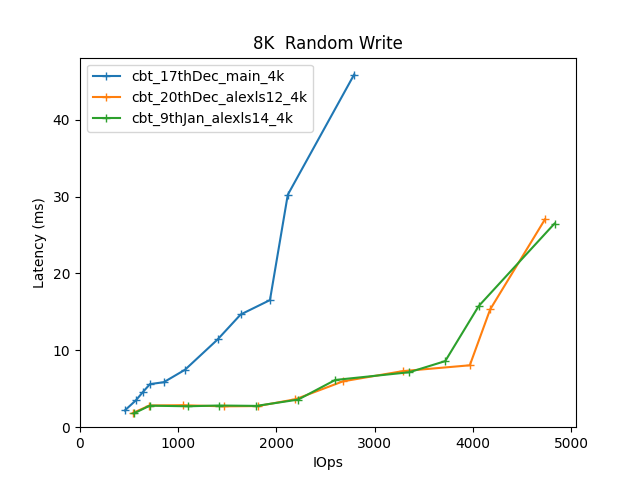 8K  Random Write
cbt_17thDec_main_4k
cbt_20thDec_alexls12_4k
cbt_9thJan_alexls14_4k
Latency (ms)
40
30
20
10
0
0 1000 2000 3000 4000 5000
IOps